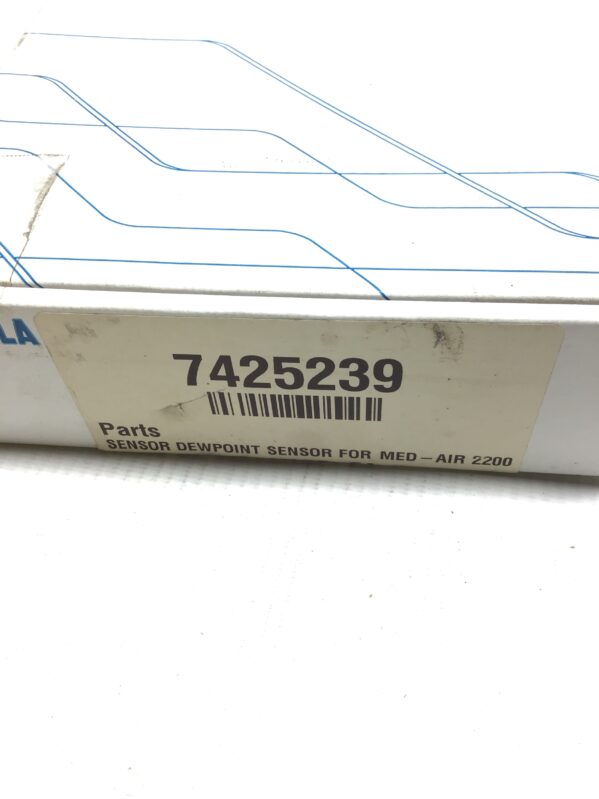 LA
7425239
Parts
SENSOR DEWPOINT SENSOR FOR MED-AIR 2200